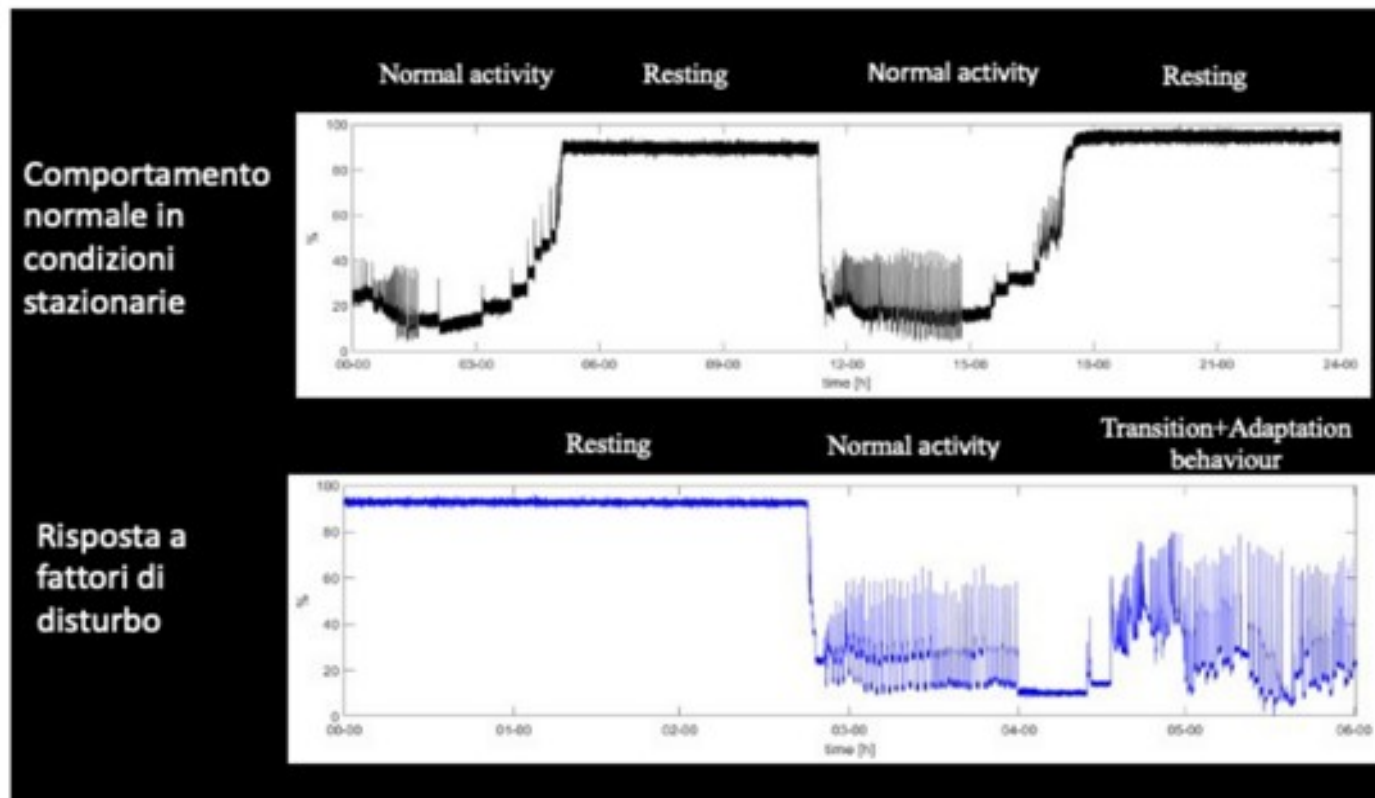 Normal activity Resting Normal activity Resting
Comportamento
normale in
condizioni
stazionarie
100
80
60
40
20
0
%
00-00 03-00 06-00 09-00 12-00 15-00 18-00 21-00 24-00
time [h]
Resting Normal activity Transition+Adaptation
behaviour
Risposta a
fattori di
disturbo
100
80
60
40
20
0
%
00-00 01-00 02-00 03-00 04-00 05-00 06-00
time [h]